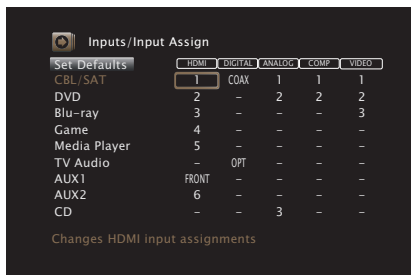 Inputs/Input Assign
Set Defaults HDMI DIGITAL ANALOG COMP VIDEO
CBL/SAT 1 COAX 1 1 1
DVD 2 – 2 2 2
Blu-ray 3 – – – 3
Game 4 – – – –
Media Player 5 – – – –
TV Audio – OPT – – –
AUX1 FRONT – – – –
AUX2 6 – – – –
CD – – 3 – –
Changes HDMI input assignments